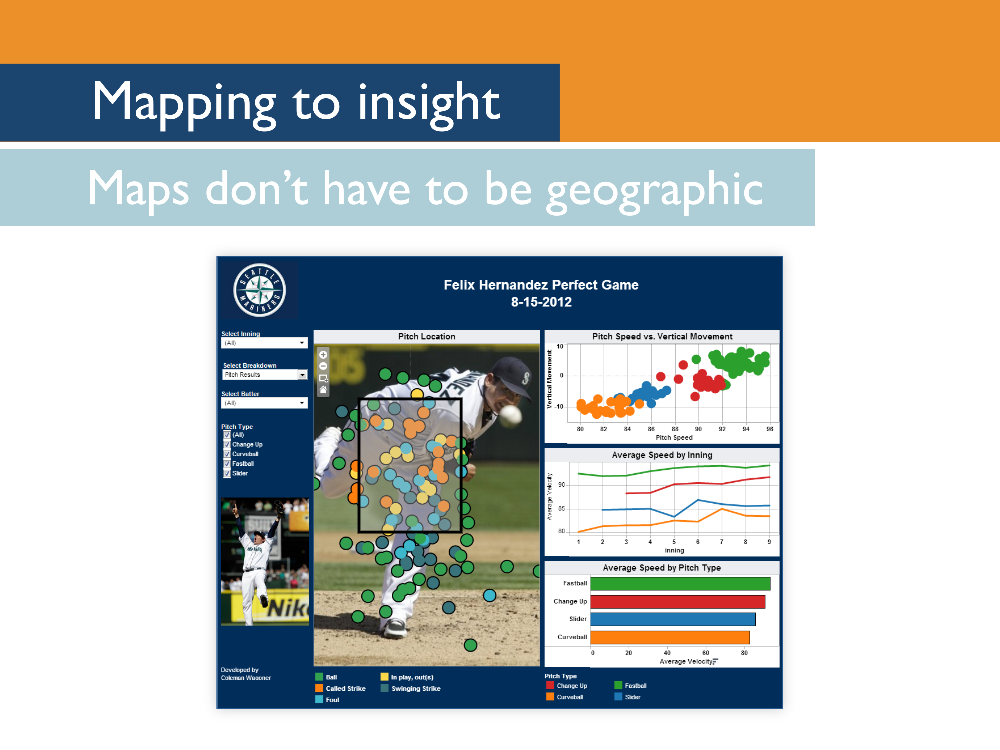 Mapping to insight
Maps don’t have to be geographic
SEATTLE
MARINERS
Felix Hernandez Perfect Game
8-15-2012
Select Inning
(All)
Select Breakdown
Pitch Results
Select Batter
(All)
Pitch Type
(All)
Change Up
Curveball
Fastball
Slider
Nik
Developed by
Coleman Wagoner
Pitch Location
Ball
In play, out(s)
Called Strike
Swinging Strike
Foul
Pitch Speed vs. Vertical Movement
Vertical Movement
10
0
-10
80 82 84 86 88 90 92 94 96
Pitch Speed
Average Speed by Inning
Average Velocity
90
85
80
1 2 3 4 5 6 7 8 9
inning
Average Speed by Pitch Type
Fastball
Change Up
Slider
Curveball
0 20 40 60 80
Average Velocity
Pitch Type
Change Up
Fastball
Curveball
Slider